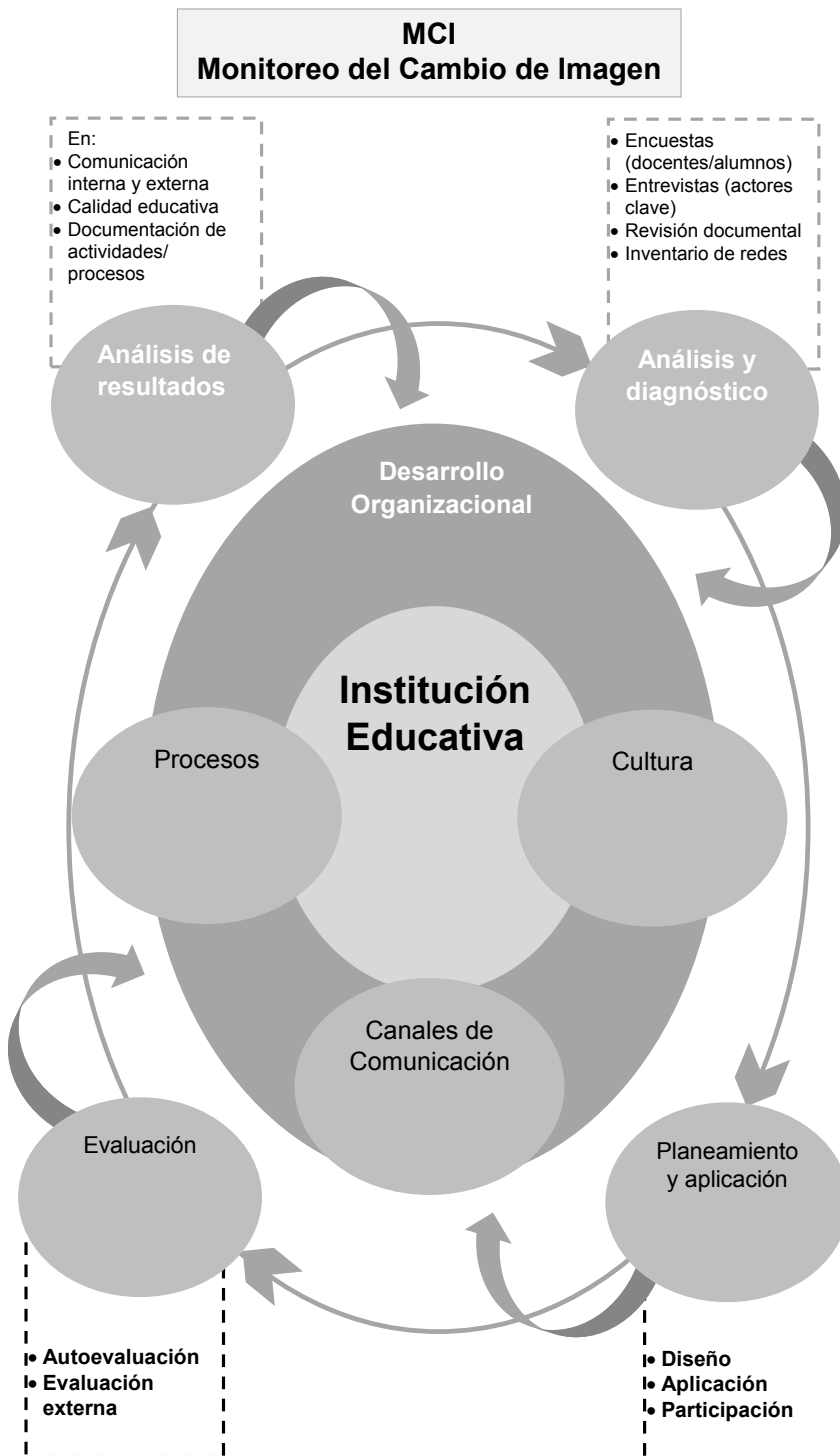 MCI
Monitoreo del Cambio de Imagen
En:
• Comunicación
interna y externa
• Calidad educativa
• Documentación de
actividades/
procesos
• Encuestas
(docentes/alumnos)
• Entrevistas (actores
clave)
• Revisión documental
• Inventario de redes
Análisis de
resultados
Análisis y
diagnóstico
Desarrollo
Organizacional
Institución
Educativa
Procesos
Cultura
Canales de
Comunicación
Evaluación
Planeamiento
y aplicación
• Autoevaluación
• Evaluación
externa
• Diseño
• Aplicación
• Participación